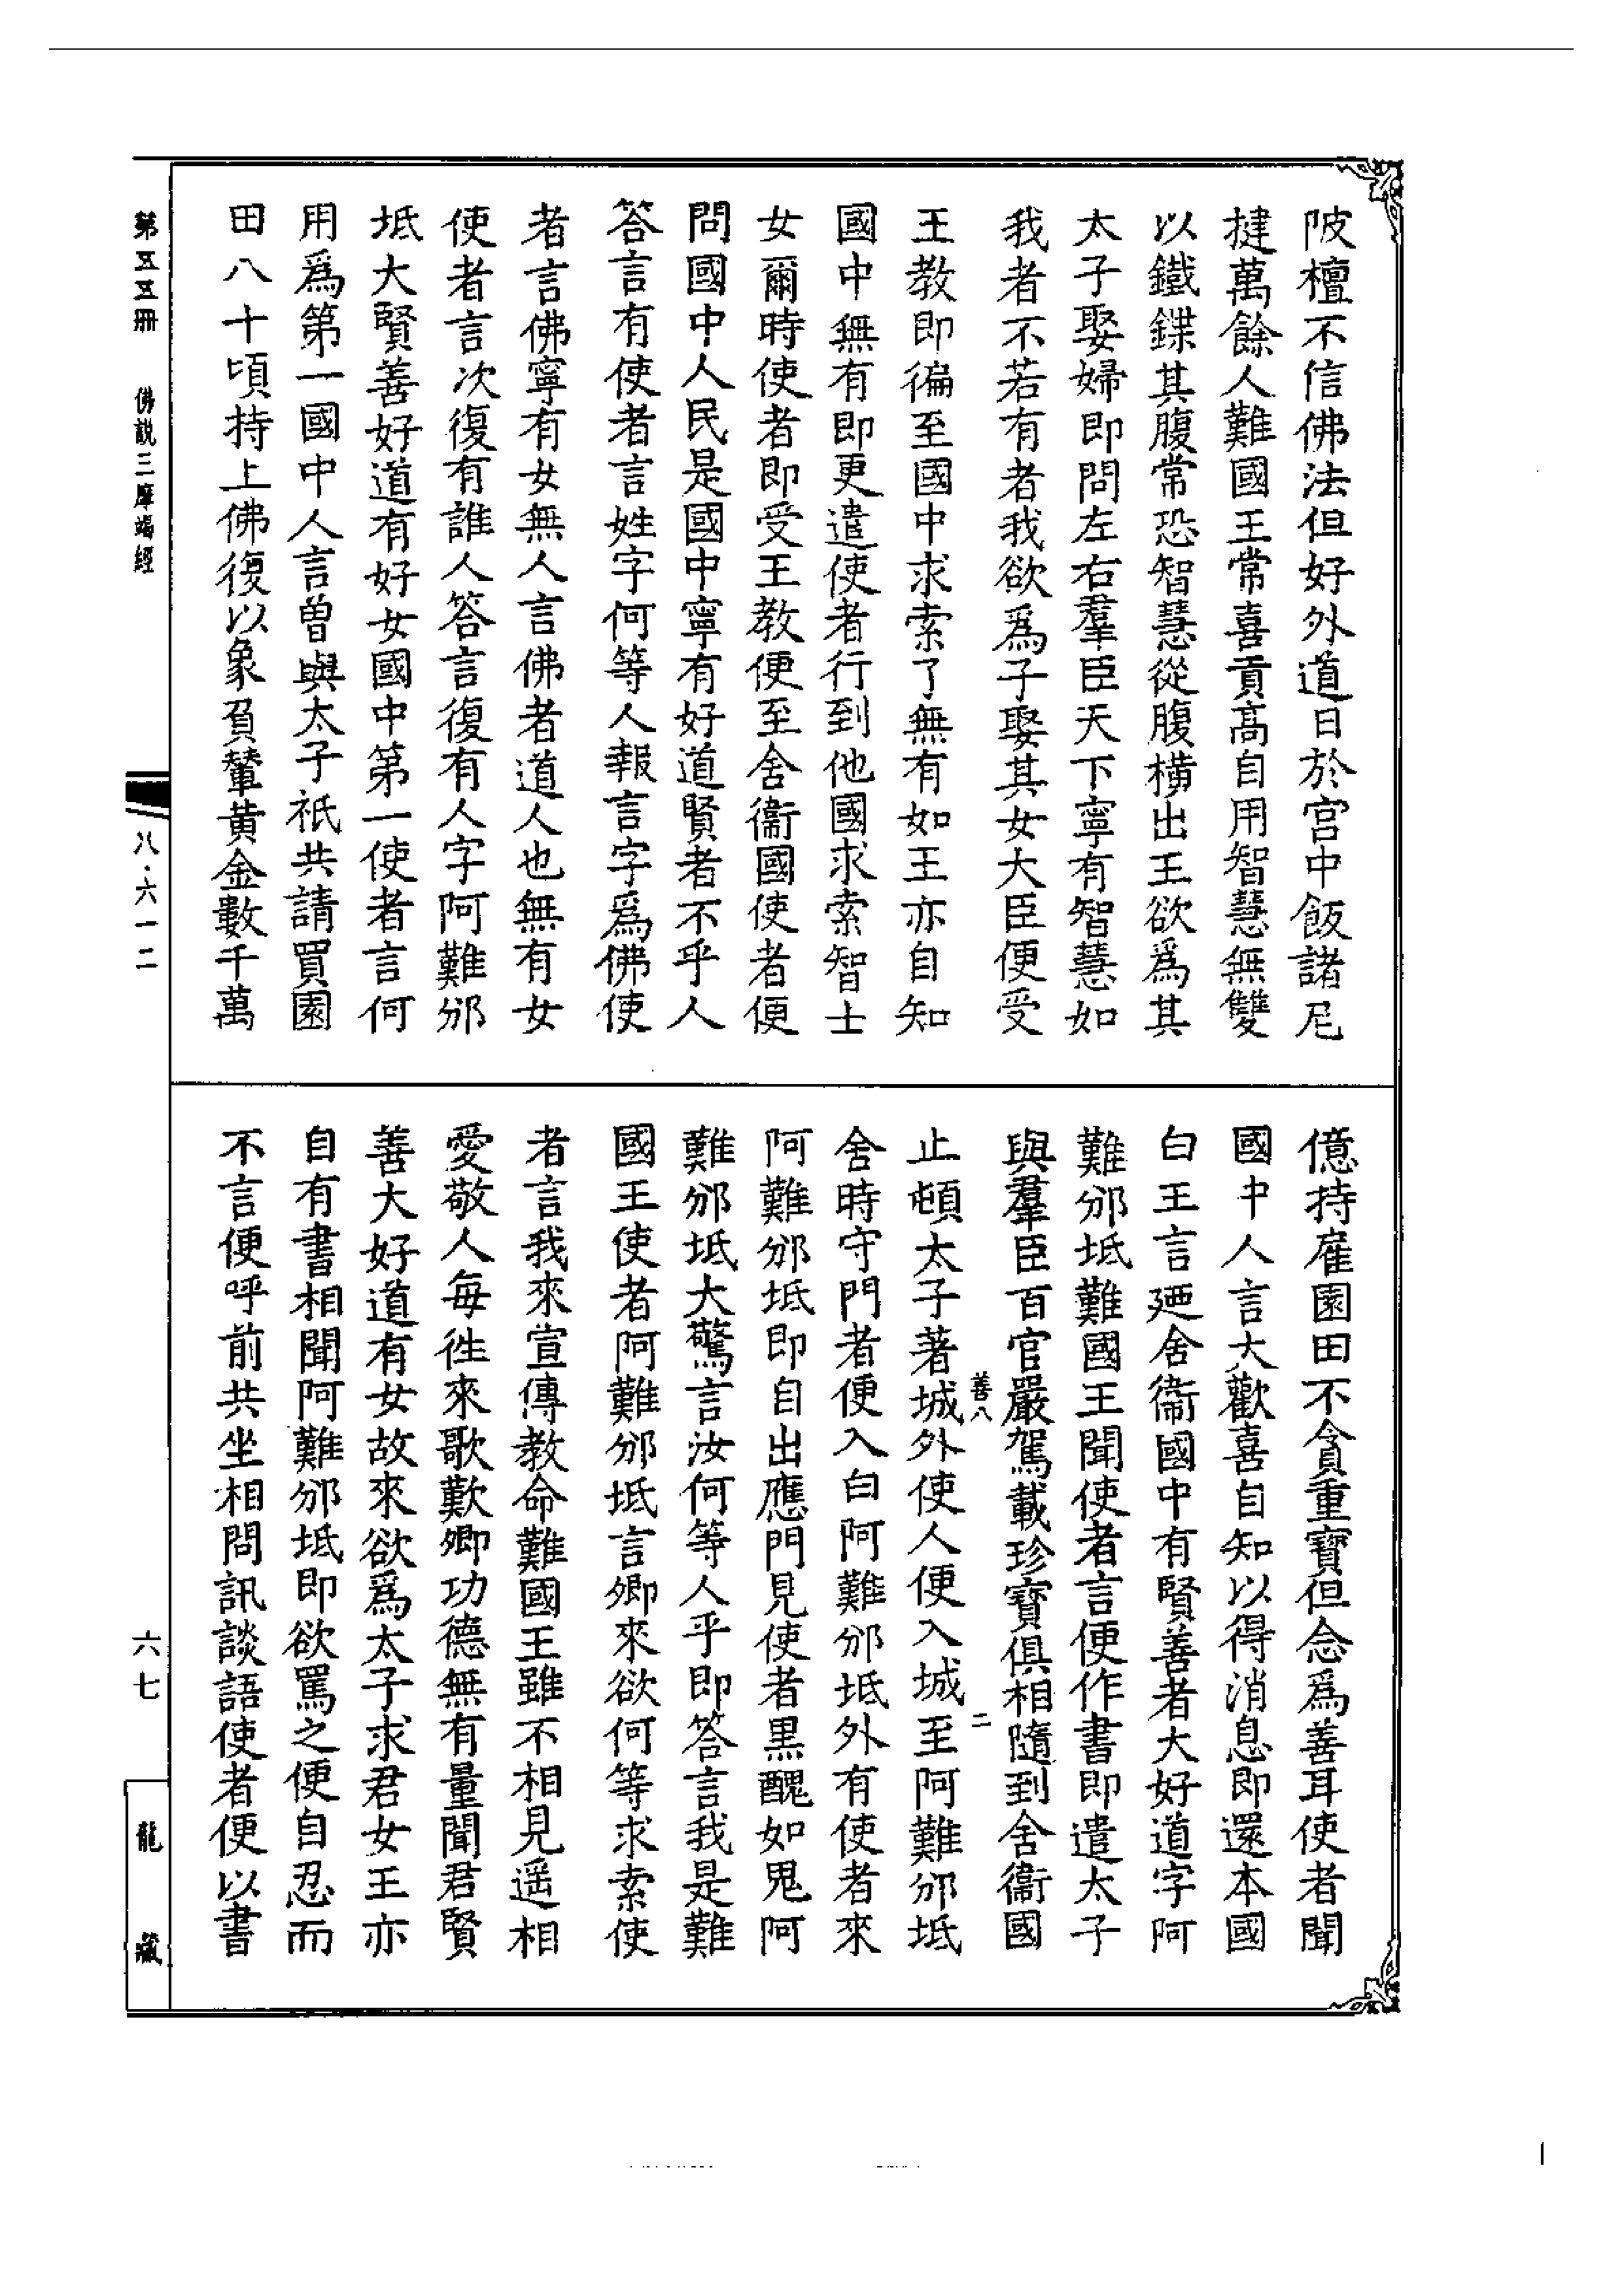 陂檀不信佛法但好外道日於宮中飯諸尼
揵萬餘人難國王常喜貢高自用智慧無雙
以鐵鍱其腹常恐智慧從腹橫出王欲爲其
太子娶婦即問左右羣臣天下寧有智慧如
我者不若有者我欲爲子娶其女大臣便受
王教即徧至國中求索了無有如王亦自知
國中無有即更遣使者行到他國求索智士
女爾時使者即受王教便至舍衞國使者便
問國中人民是國中寧有好道賢者不乎人
答言有使者言姓字何等人報言字爲佛使
者言佛寧有女無人言佛者道人也無有女
使者言次復有誰人答言復有人字阿難邠
坻大賢善好道有好女國中第一使者言何
用爲第一國中人言曾與太子祇共請買園
田八十頃持上佛復以象負輦黃金數千萬
億持雇園田不貪重寶但念爲善耳使者聞
國中人言大歡喜自知以得消息即還本國
白王言迺舍衞國中有賢善者大好道字阿
難邠坻難國王聞使者言便作書即遣太子
與羣臣百官嚴駕載珍寶俱相隨到舍衞國
善八 二
止頓太子著城外使人便入城至阿難邠坻
舍時守門者便入白阿難邠坻外有使者來
阿難邠坻即自出應門見使者黑醜如鬼阿
難邠坻大驚言汝何等人乎即答言我是難
國王使者阿難邠坻言卿來欲何等求索使
者言我來宣傳教命難國王雖不相見遥相
愛敬人每徃來歌歎卿功德無有量聞君賢
善大好道有女故來欲爲太子求君女王亦
自有書相聞阿難邠坻即欲罵之便自忍而
不言便呼前共坐相問訊談語使者便以書
第五五冊 佛說三摩竭經
八·六一二
六七
龍藏